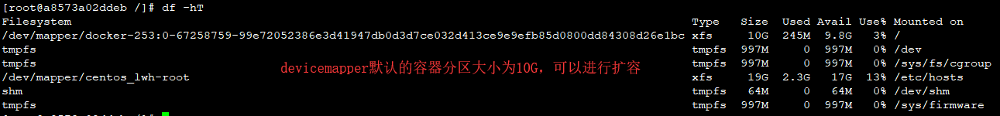 [root@a8573a02ddeb /]# df -hT
Filesystem Type Size Used Avail Use% Mounted on
/dev/mapper/docker-253:0-67258759-99e72052386e3d41947db0d3d7ce032d413ce9e9efb85d0800dd84308d26e1bc xfs 10G 245M 9.8G 3% /
tmpfs tmpfs 997M 0 997M 0% /dev
tmpfs tmpfs 997M 0 997M 0% /sys/fs/cgroup
devicemapper默认的容器分区大小为10G，可以进行扩容
/dev/mapper/centos_lwh-root xfs 19G 2.3G 17G 13% /etc/hosts
shm tmpfs 64M 0 64M 0% /dev/shm
tmpfs tmpfs 997M 0 997M 0% /sys/firmware